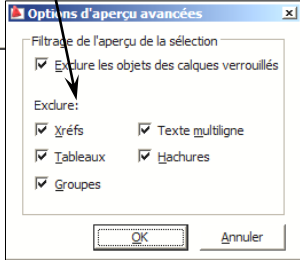 Options d'aperçu avancées
Filtrage de l'aperçu de la sélection
Exclure les objets des calques verrouillés
Exclure:
Xréfs
Texte multiligne
Tableaux
Hachures
Groupes
OK
Annuler